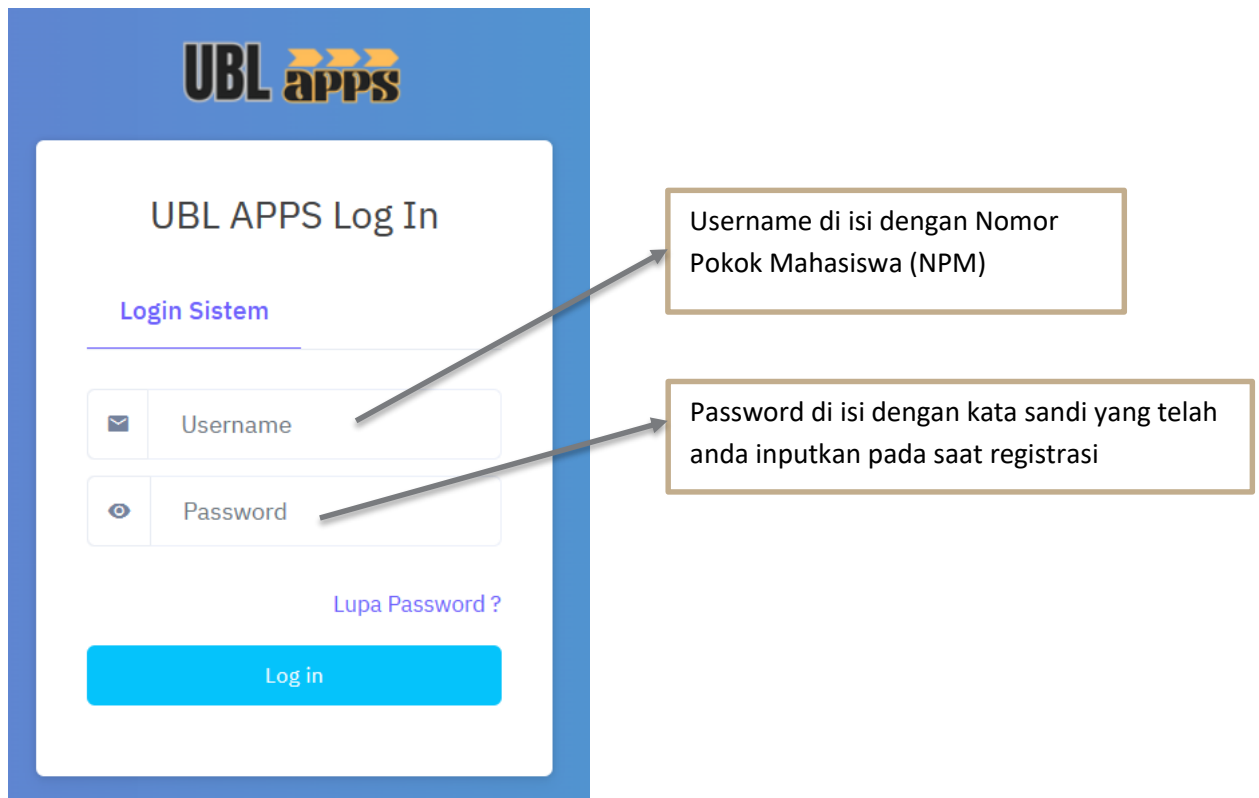 UBL apps
UBL APPS Log In
Login Sistem
Username
Password
Lupa Password ?
Log in
Username di isi dengan Nomor
Pokok Mahasiswa (NPM)
Password di isi dengan kata sandi yang telah
anda inputkan pada saat registrasi